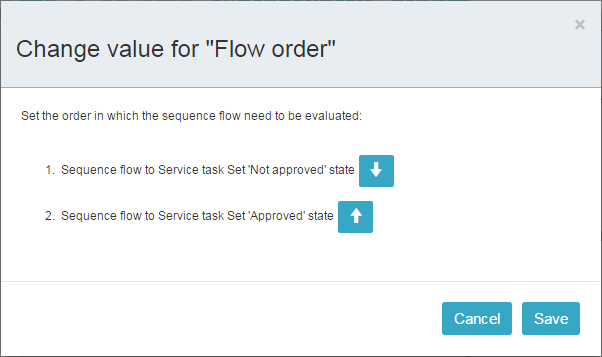 ×
Change value for "Flow order"
Set the order in which the sequence flow need to be evaluated:
1. Sequence flow to Service task Set 'Not approved' state
2. Sequence flow to Service task Set 'Approved' state
Cancel Save